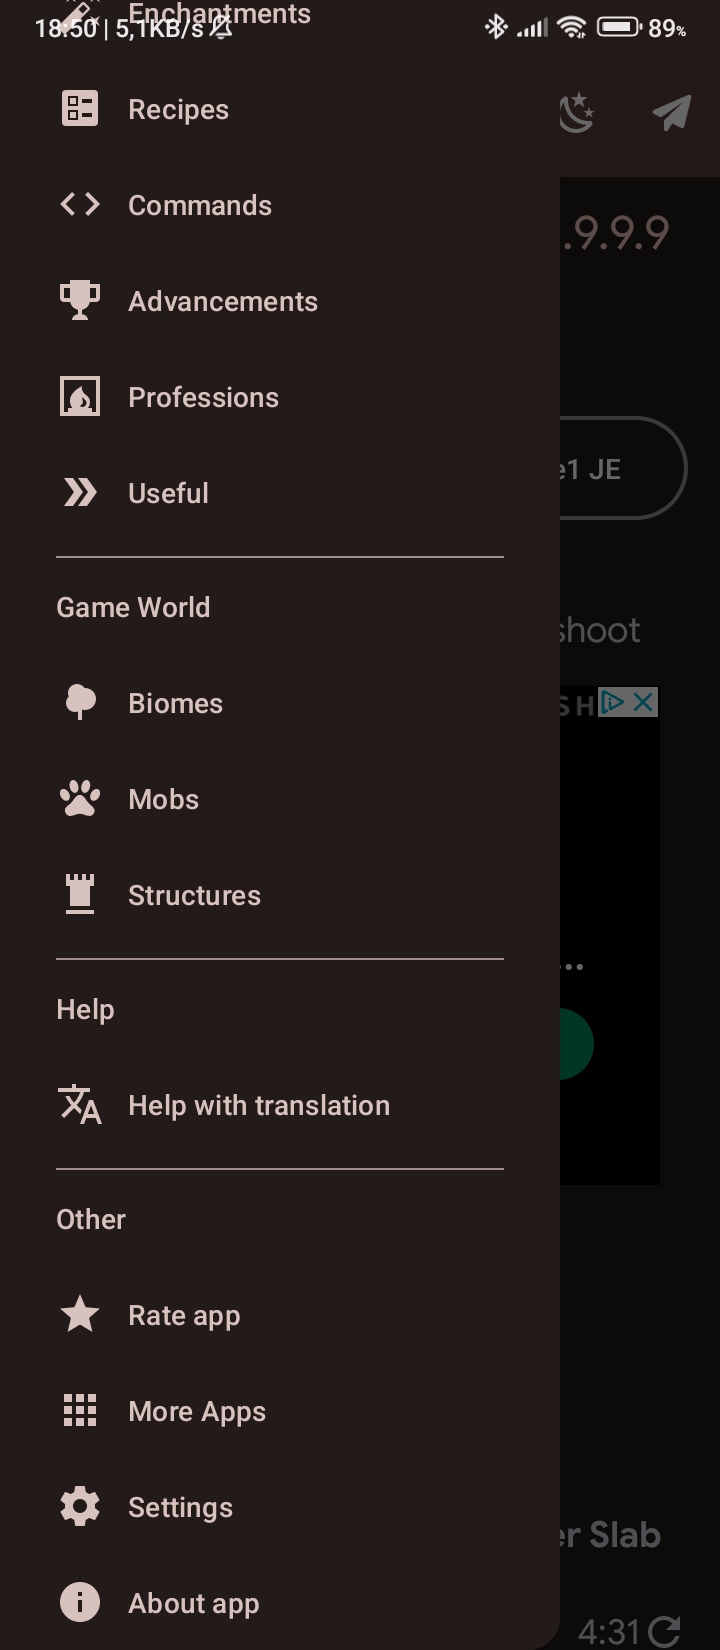 Enchantments
18:50 | 5,1KB/s
89%
Recipes
Commands
.9.9.9
Advancements
Professions
e1 JE
Useful
Game World
shoot
Biomes
SH
Mobs
Structures
...
Help
Help with translation
Other
Rate app
More Apps
Settings
er Slab
About app
4:31